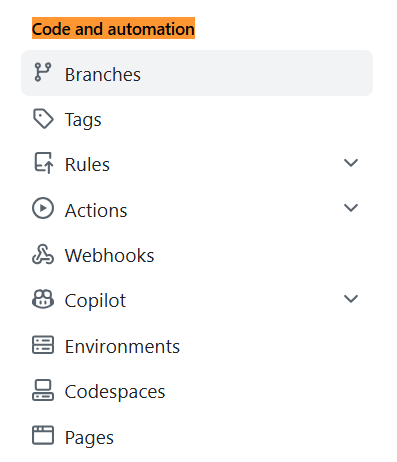 Code and automation
Branches
Tags
Rules
Actions
Webhooks
Copilot
Environments
Codespaces
Pages